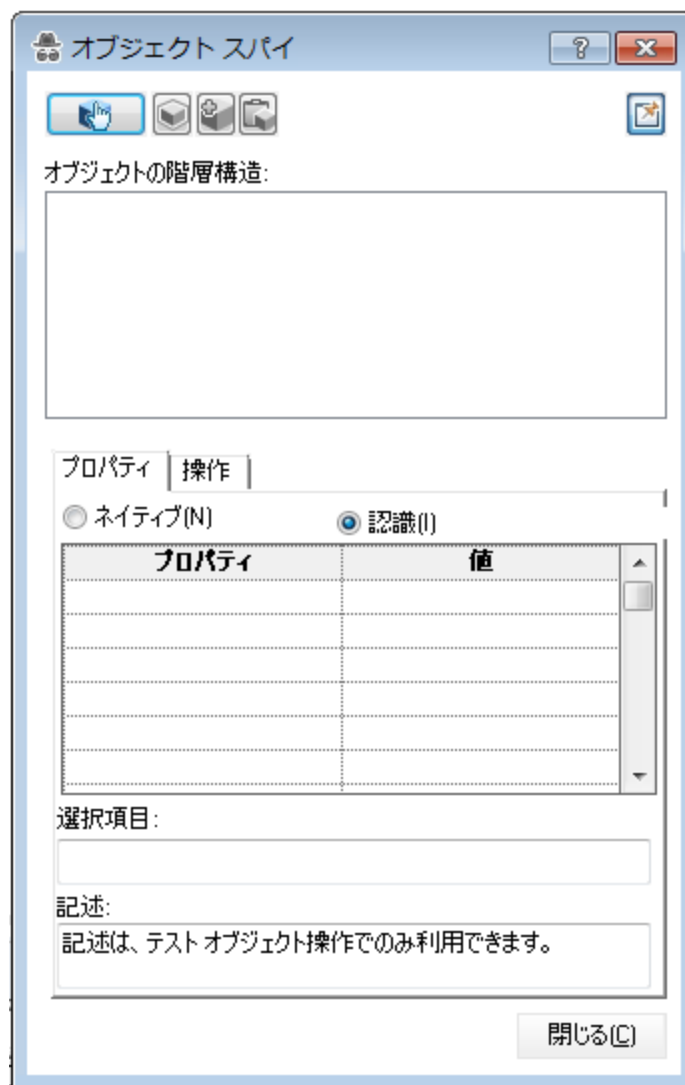 オブジェクト スパイ
オブジェクトの階層構造:
プロパティ 操作
ネイティブ(N) 認識(I)
プロパティ 値
選択項目:
記述:
記述は、テスト オブジェクト操作でのみ利用できます。
閉じる(C)